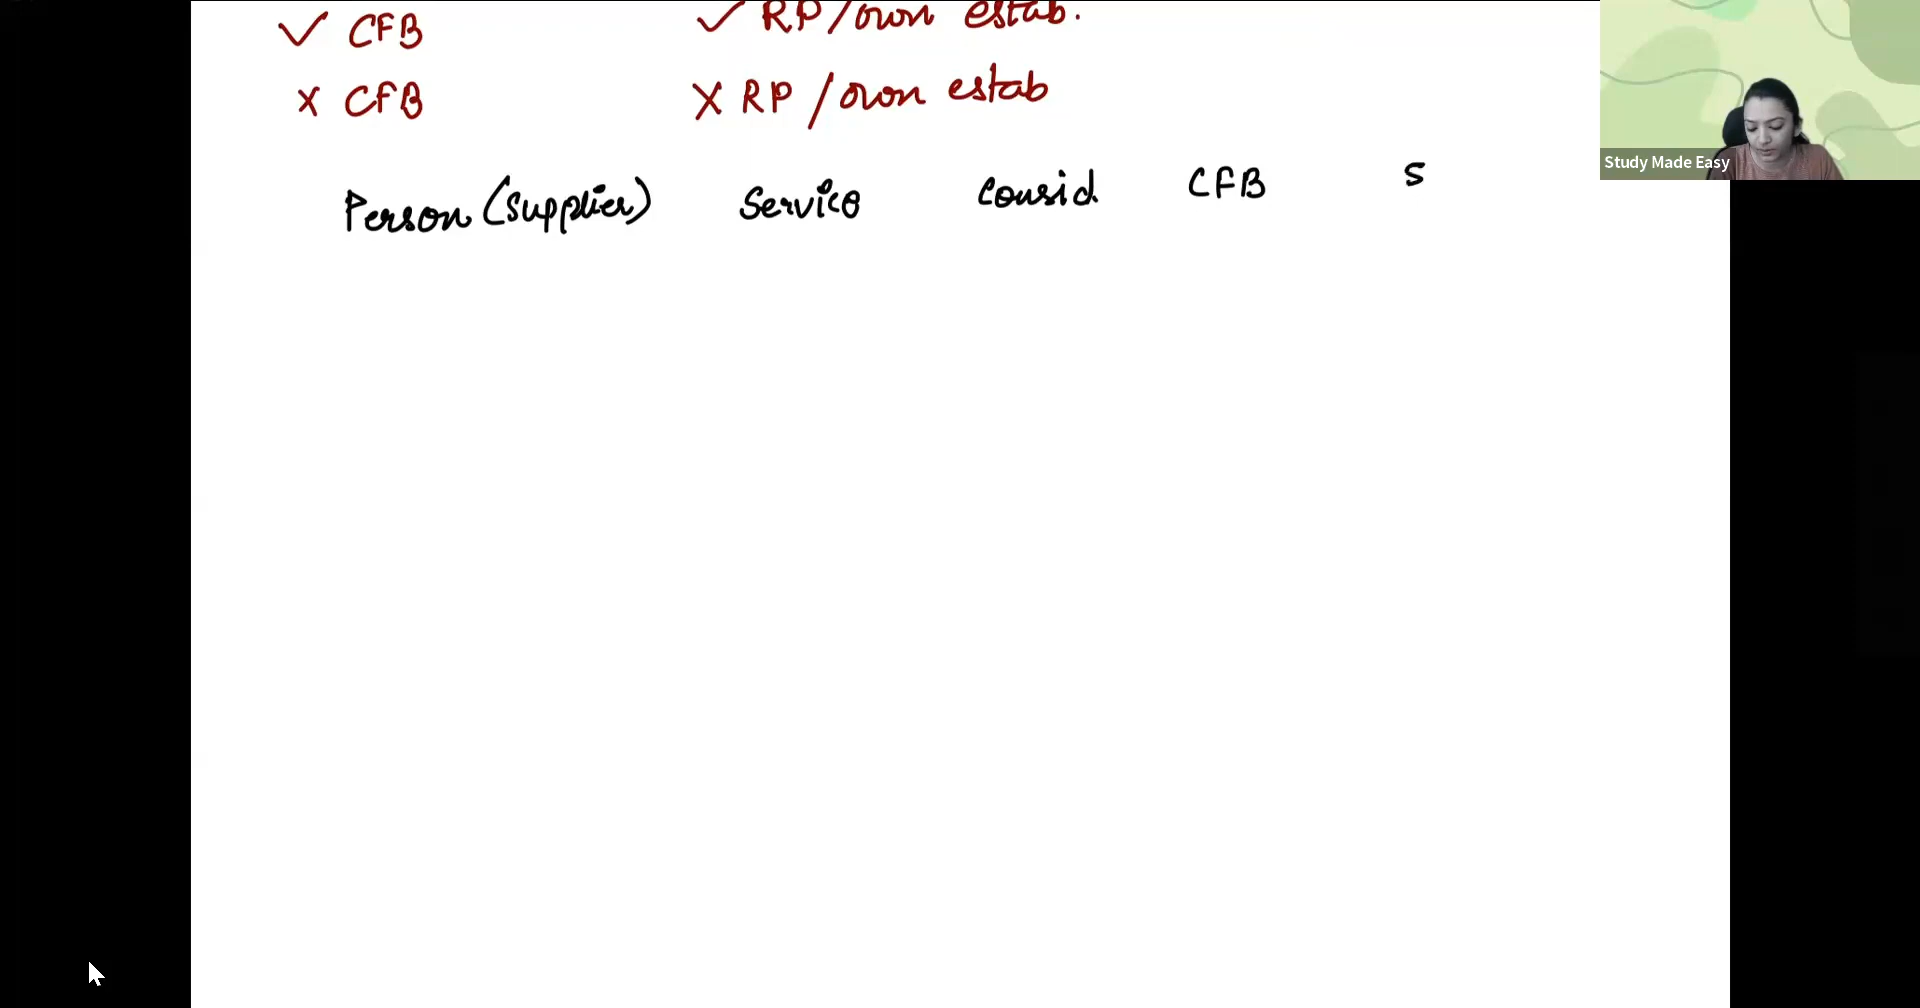 ✓ CFB ✓ RP/own estab.
X CFB X RP/own estab
Study Made Easy
Person (supplier) Service Consid CFB S